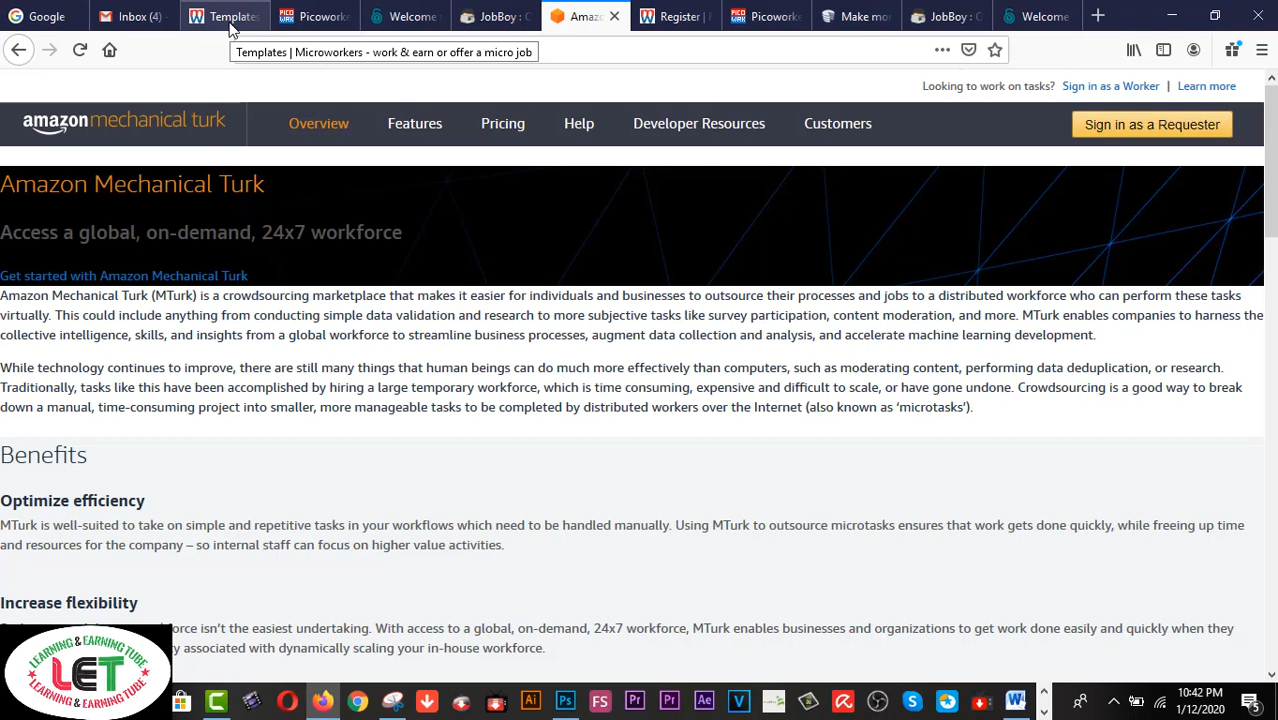 Google
Inbox (4)
Templates
Picoworke
Welcome
JobBoy : C
Amazo
Register |
Picoworke
Make mo
JobBoy : C
Welcome
Templates | Microworkers - work & earn or offer a micro job
Looking to work on tasks? Sign in as a Worker | Learn more
amazon mechanical turk
Overview
Features
Pricing
Help
Developer Resources
Customers
Sign in as a Requester
Amazon Mechanical Turk
Access a global, on-demand, 24x7 workforce
Get started with Amazon Mechanical Turk
Amazon Mechanical Turk (MTurk) is a crowdsourcing marketplace that makes it easier for individuals and businesses to outsource their processes and jobs to a distributed workforce who can perform these tasks
virtually. This could include anything from conducting simple data validation and research to more subjective tasks like survey participation, content moderation, and more. MTurk enables companies to harness the
collective intelligence, skills, and insights from a global workforce to streamline business processes, augment data collection and analysis, and accelerate machine learning development.
While technology continues to improve, there are still many things that human beings can do much more effectively than computers, such as moderating content, performing data deduplication, or research.
Traditionally, tasks like this have been accomplished by hiring a large temporary workforce, which is time consuming, expensive and difficult to scale, or have gone undone. Crowdsourcing is a good way to break
down a manual, time-consuming project into smaller, more manageable tasks to be completed by distributed workers over the Internet (also known as ‘microtasks’).
Benefits
Optimize efficiency
MTurk is well-suited to take on simple and repetitive tasks in your workflows which need to be handled manually. Using MTurk to outsource microtasks ensures that work gets done quickly, while freeing up time
and resources for the company – so internal staff can focus on higher value activities.
Increase flexibility
rce isn’t the easiest undertaking. With access to a global, on-demand, 24x7 workforce, MTurk enables businesses and organizations to get work done easily and quickly when they
y associated with dynamically scaling your in-house workforce.
LEARNING & EARNING TUBE
LET
LEARNING & EARNING TUBE
10:42 PM
1/12/2020